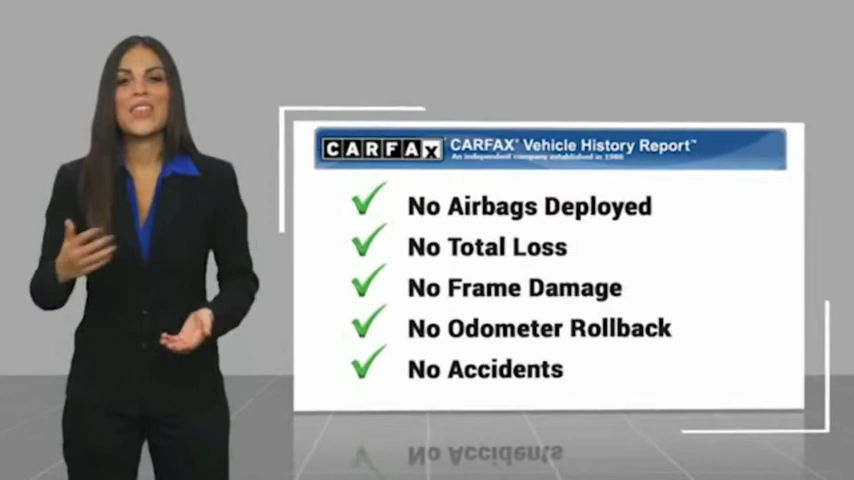 CARFAX CARFAX® Vehicle History Report™
An independent company established in 1986
No Airbags Deployed
No Total Loss
No Frame Damage
No Odometer Rollback
No Accidents
No Accidents